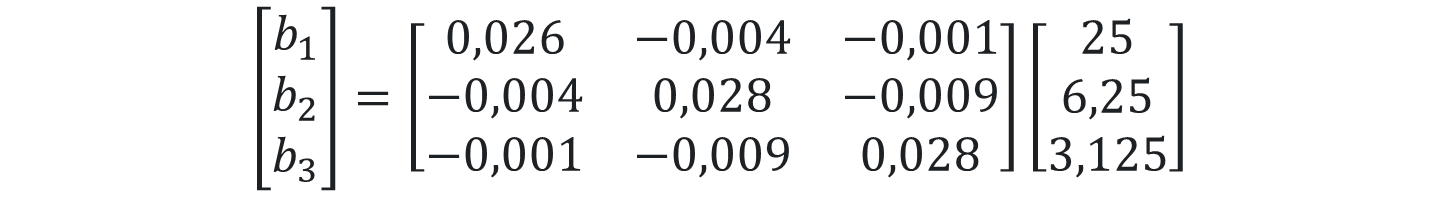 b₁ 0,026 −0,004 −0,001 25
b₂ = −0,004 0,028 −0,009 6,25
b₃ −0,001 −0,009 0,028 3,125